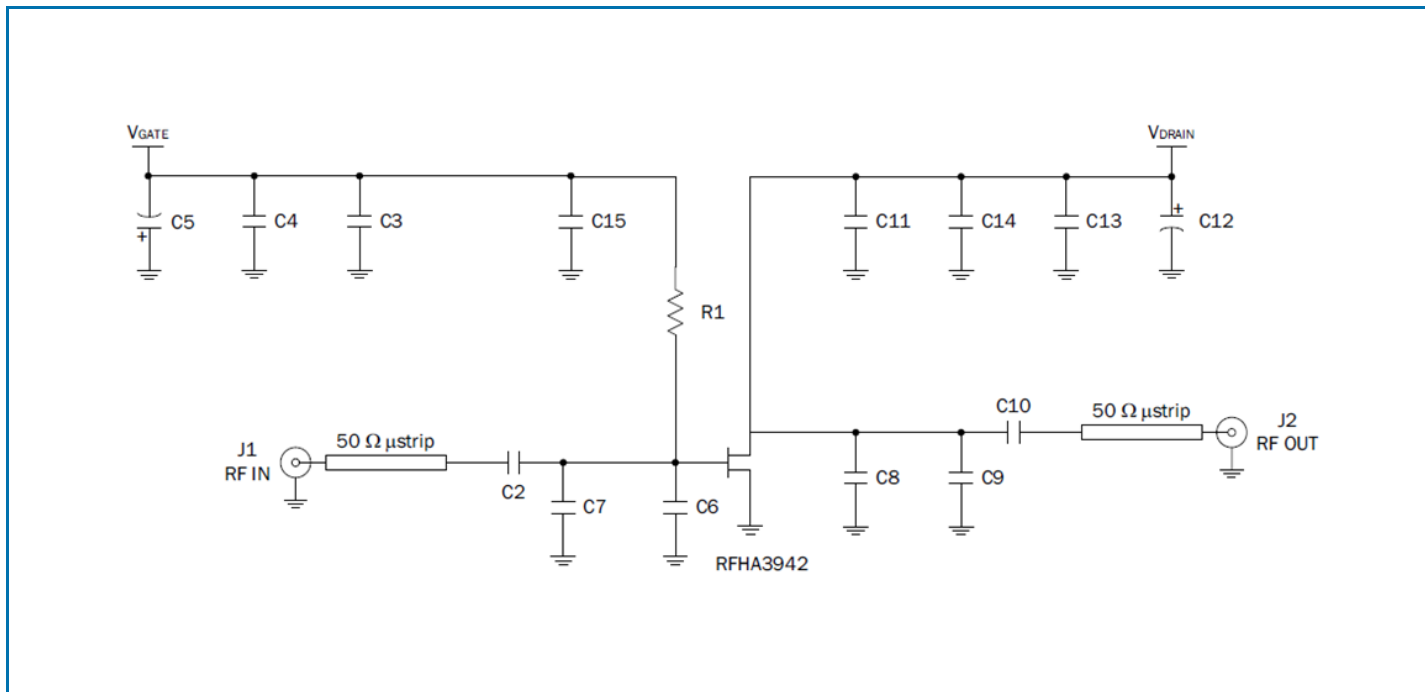 VGATE
VDRAIN
+
C5
C4
C3
C15
C11
C14
C13
+
C12
R1
J1
RF IN
50 Ω µstrip
C2
C7
C6
RFHA3942
C8
C9
C10
50 Ω µstrip
J2
RF OUT